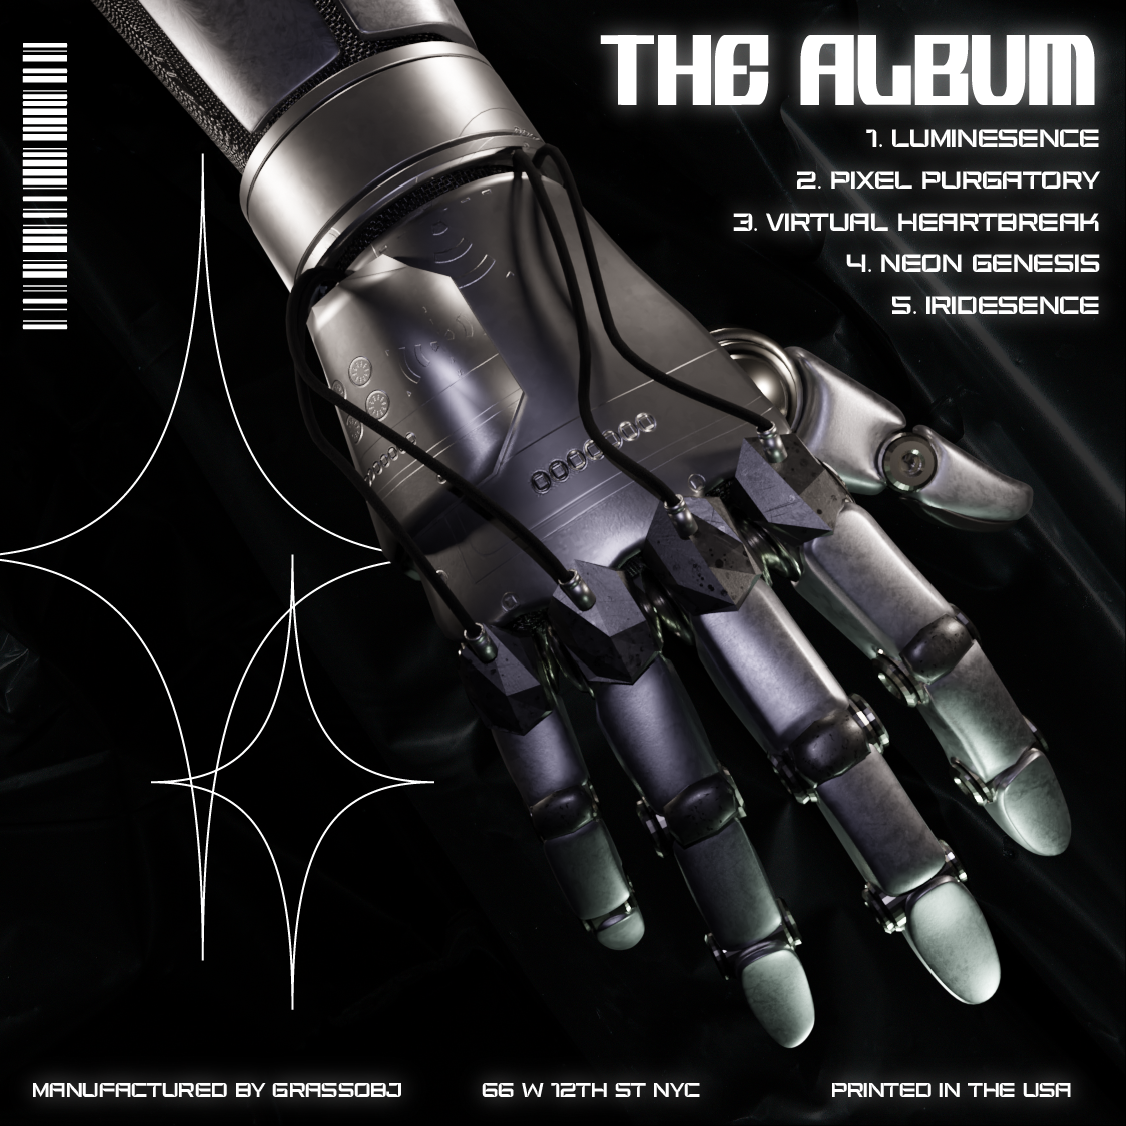 THE ALBUM
1. LUMINESENCE
2. PIXEL PURGATORY
3. VIRTUAL HEARTBREAK
4. NEON GENESIS
5. IRIDESENCE
MANUFACTURED BY GRASSOBJ
66 W 12TH ST NYC
PRINTED IN THE USA